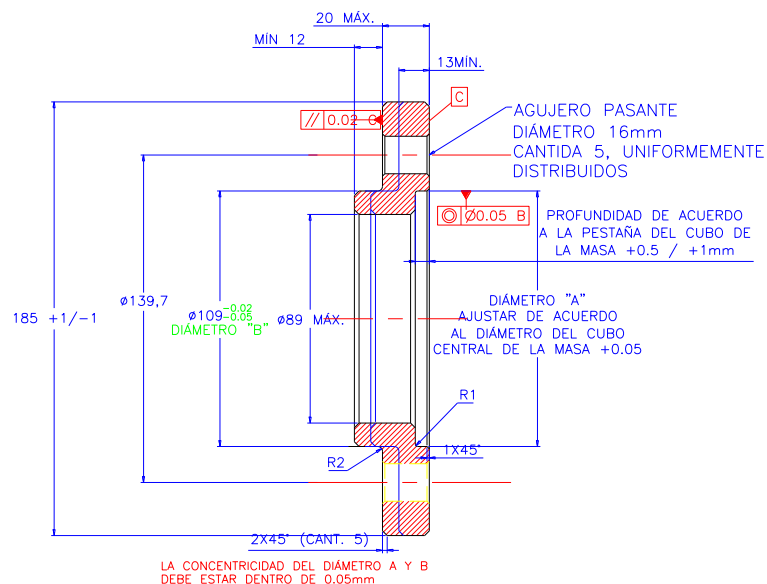 20 MÁX.
MÍN 12
13MÍN.
C
// 0.02 C
AGUJERO PASANTE
DIÁMETRO 16mm
CANTIDA 5, UNIFORMEMENTE
DISTRIBUIDOS
◎ Ø0.05 B
PROFUNDIDAD DE ACUERDO
A LA PESTAÑA DEL CUBO DE
LA MASA +0.5 / +1mm
185 +1/-1
ø139,7
ø109 -0.02 -0.05
DIÁMETRO "B"
ø89 MÁX.
DIÁMETRO "A"
AJUSTAR DE ACUERDO
AL DIÁMETRO DEL CUBO
CENTRAL DE LA MASA +0.05
R1
R2
1X45°
2X45° (CANT. 5)
LA CONCENTRICIDAD DEL DIÁMETRO A Y B
DEBE ESTAR DENTRO DE 0.05mm